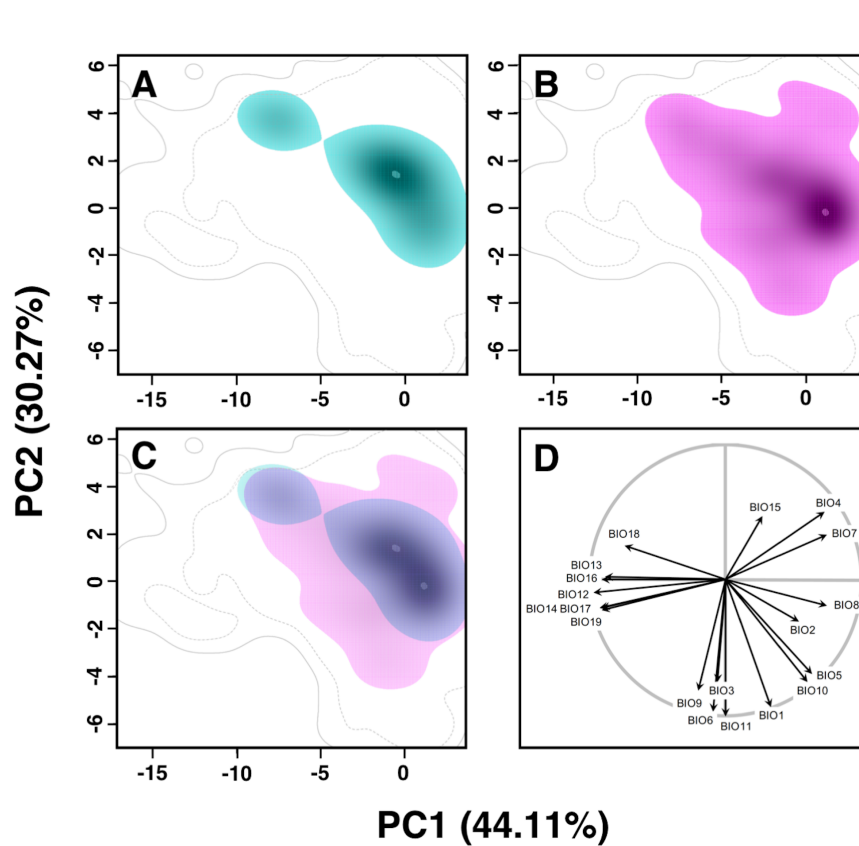 A
6
4
2
0
-2
-4
-6
-15 -10 -5 0
B
6
4
2
0
-2
-4
-6
-15 -10 -5 0
PC2 (30.27%)
C
6
4
2
0
-2
-4
-6
-15 -10 -5 0
D
BIO4
BIO15
BIO7
BIO18
BIO13
BIO16
BIO12
BIO14 BIO17
BIO19
BIO8
BIO2
BIO5
BIO10
BIO3
BIO9
BIO6
BIO11
BIO1
PC1 (44.11%)